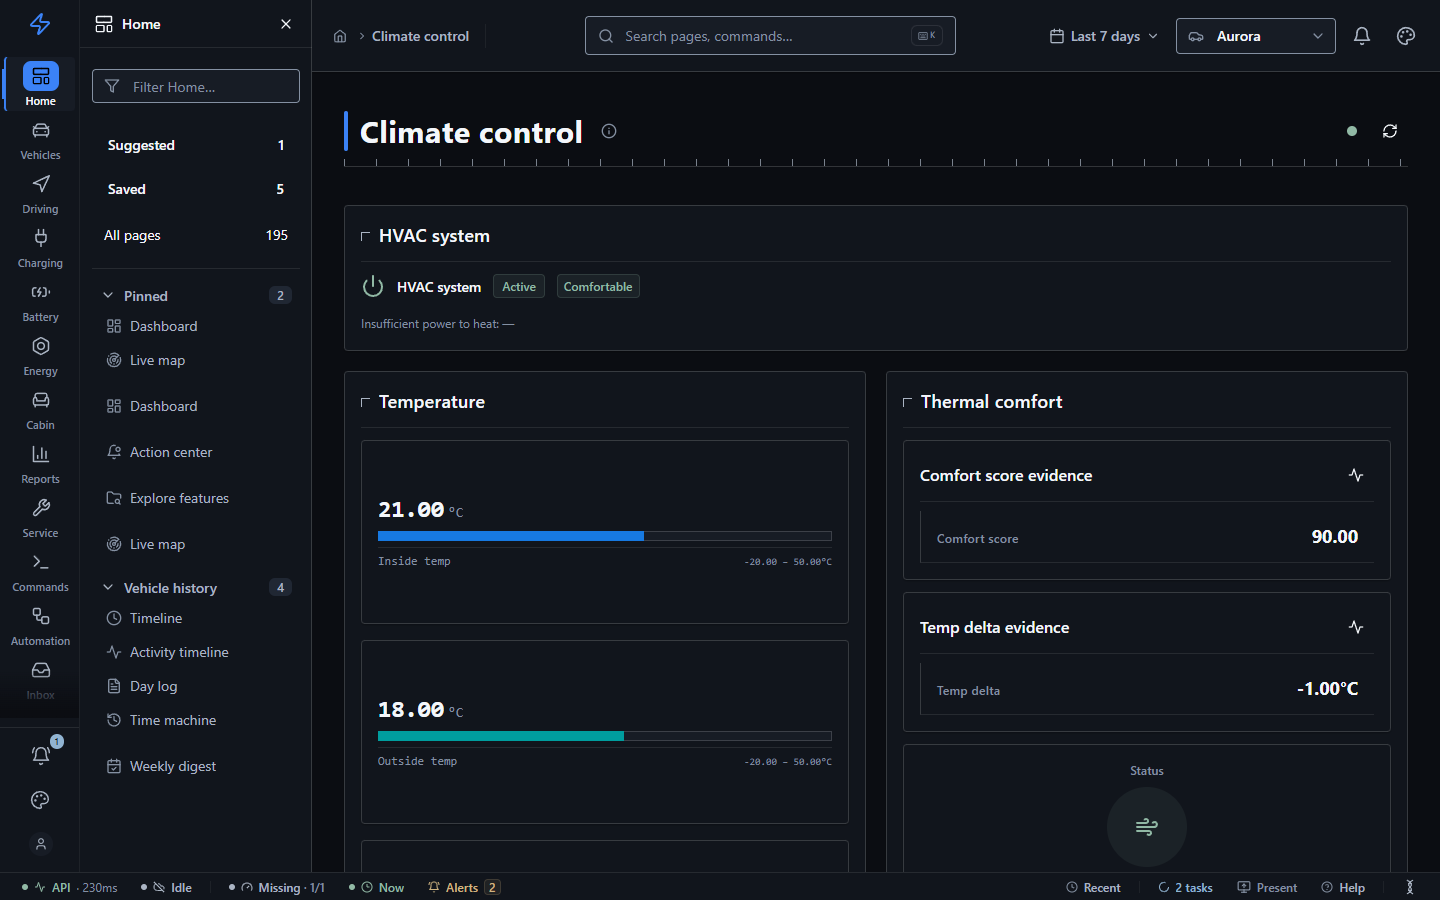 Home
Climate control
Search pages, commands...
K
Last 7 days
Aurora
Home
Vehicles
Driving
Charging
Battery
Energy
Cabin
Reports
Service
Commands
Automation
Inbox
1
Filter Home...
Suggested 1
Saved 5
All pages 195
Pinned 2
Dashboard
Live map
Dashboard
Action center
Explore features
Live map
Vehicle history 4
Timeline
Activity timeline
Day log
Time machine
Weekly digest
Climate control
HVAC system
HVAC system Active Comfortable
Insufficient power to heat: —
Temperature
21.00 °C
Inside temp -20.00 – 50.00°C
18.00 °C
Outside temp -20.00 – 50.00°C
Thermal comfort
Comfort score evidence
Comfort score 90.00
Temp delta evidence
Temp delta -1.00°C
Status
API · 230ms Idle Missing · 1/1 Now Alerts 2 Recent 2 tasks Present Help